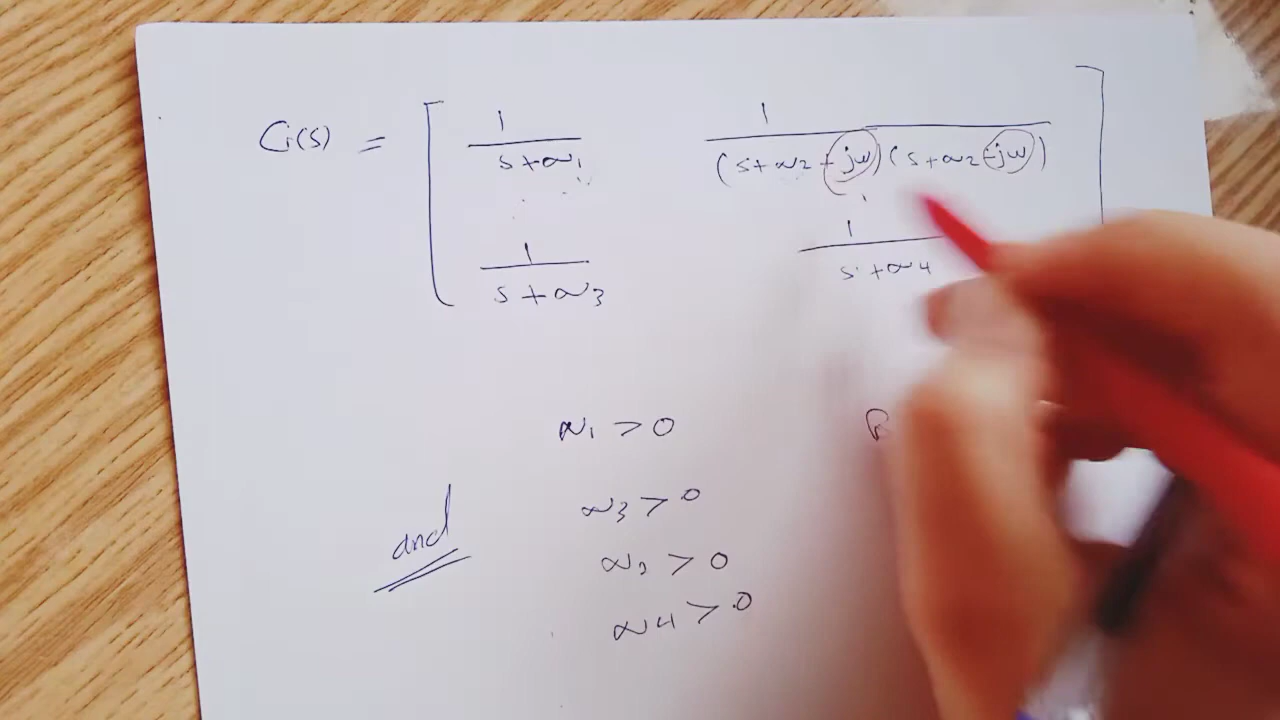 G(s) =
1 1
s+α1 (s+α2+jω)(s+α2-jω)
1 1
s+α3 s+α4
α1 > 0 R
α3 > 0
and
α2 > 0
α4 > 0